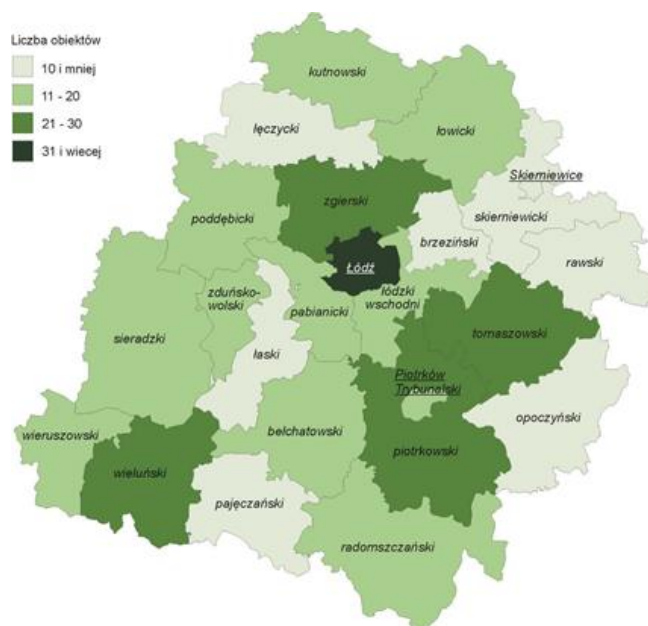 Liczba obiektów
10 i mniej
11 - 20
21 - 30
31 i wiecej
kutnowski
łęczycki
łowicki
Skierniewice
zgierski
poddębicki
skierniewicki
brzeziński
rawski
Łódź
zduńsko-
wolski
pabianicki
łódzki
wschodni
tomaszowski
sieradzki
łaski
Piotrków
Trybunalski
opoczyński
wieruszowski
bełchatowski
piotrkowski
wieluński
pajęczański
radomszczański